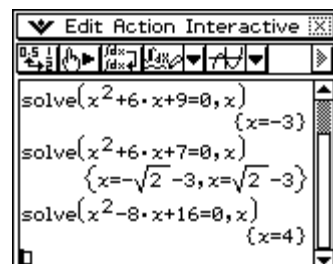 Edit Action Interactive
solve(x²+6·x+9=0,x)
{x=-3}
solve(x²+6·x+7=0,x)
{x=-√2-3,x=√2-3}
solve(x²-8·x+16=0,x)
{x=4}